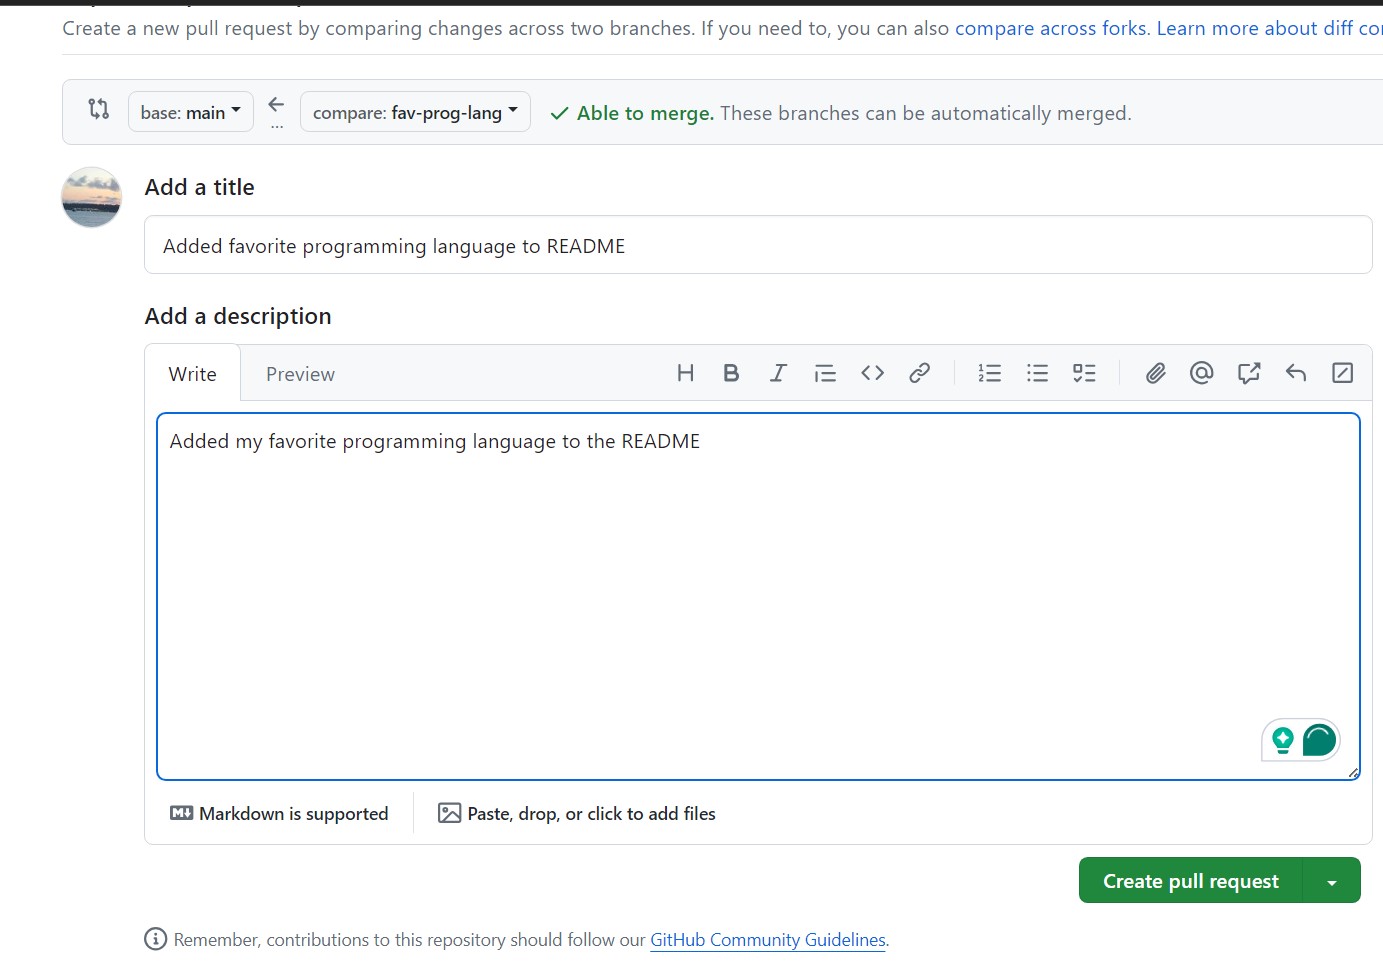 Create a new pull request by comparing changes across two branches. If you need to, you can also compare across forks. Learn more about diff
base: main
...
compare: fav-prog-lang
Able to merge. These branches can be automatically merged.
Add a title
Added favorite programming language to README
Add a description
Write Preview
Added my favorite programming language to the README
Markdown is supported
Paste, drop, or click to add files
Create pull request
Remember, contributions to this repository should follow our GitHub Community Guidelines.